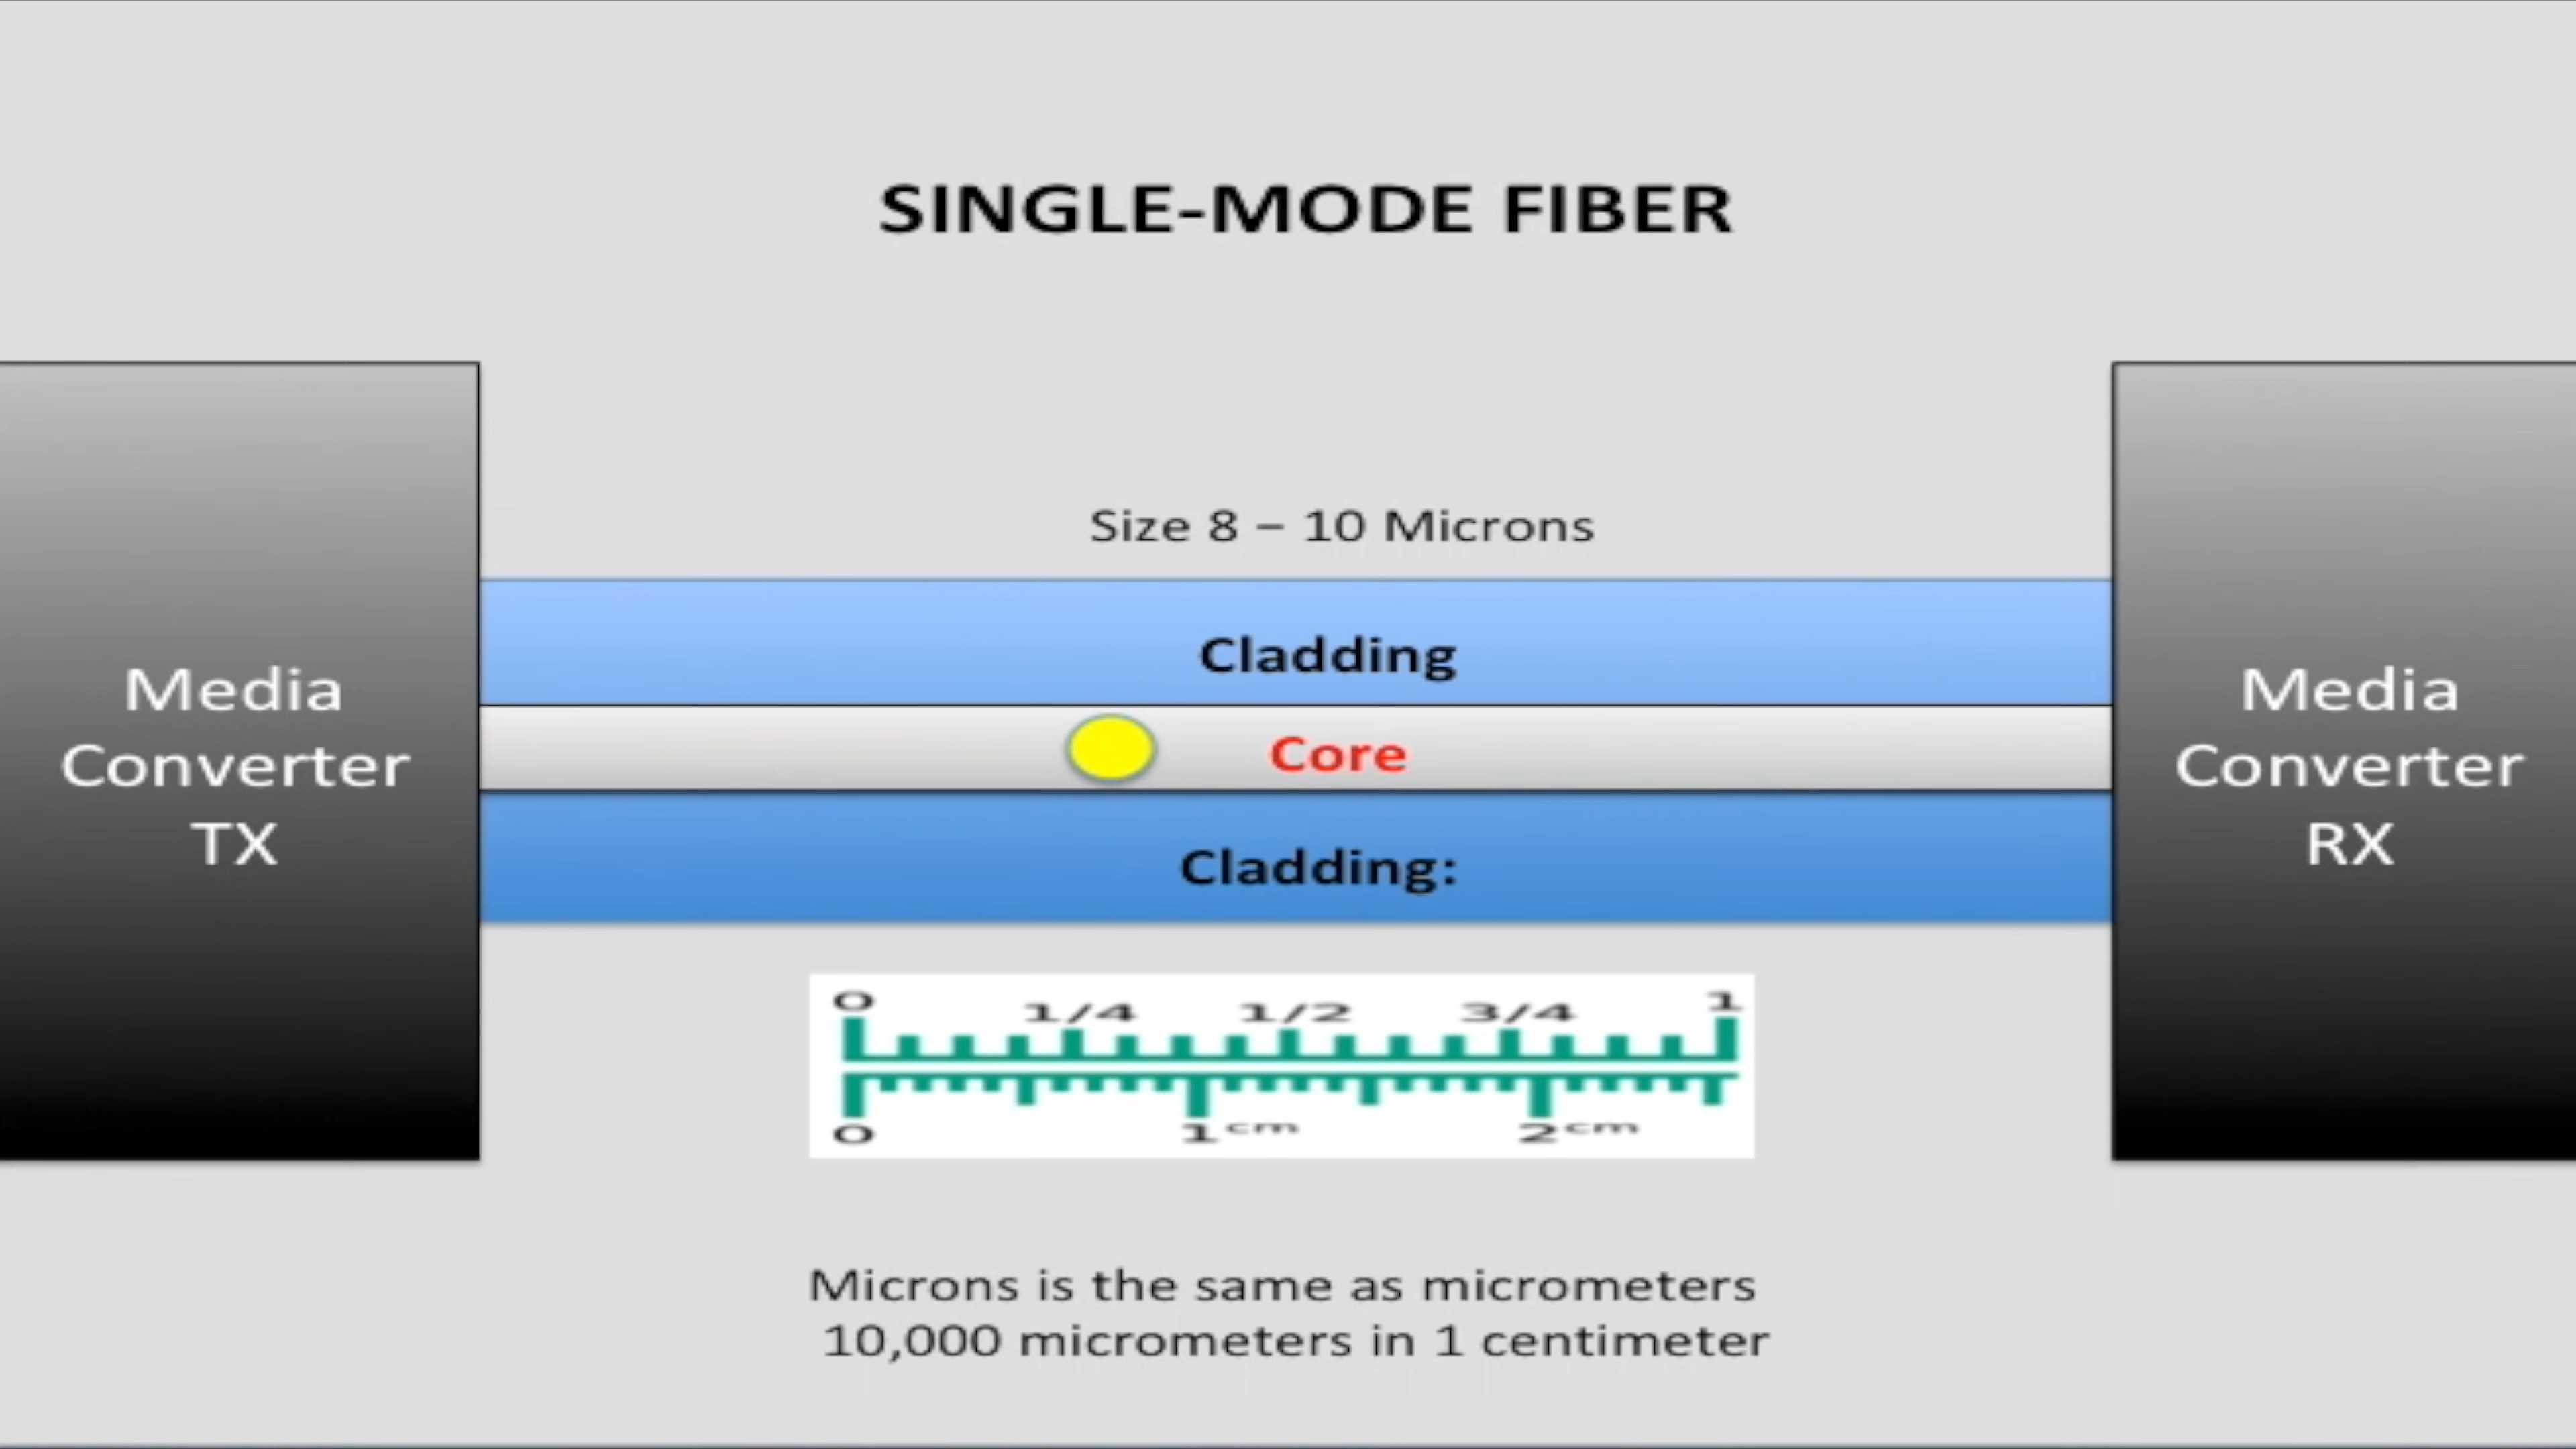 SINGLE-MODE FIBER
Size 8 – 10 Microns
Cladding
Media
Converter
TX
Core
Media
Converter
RX
Cladding:
0 1/4 1/2 3/4 1
0 1cm 2cm
Microns is the same as micrometers
10,000 micrometers in 1 centimeter